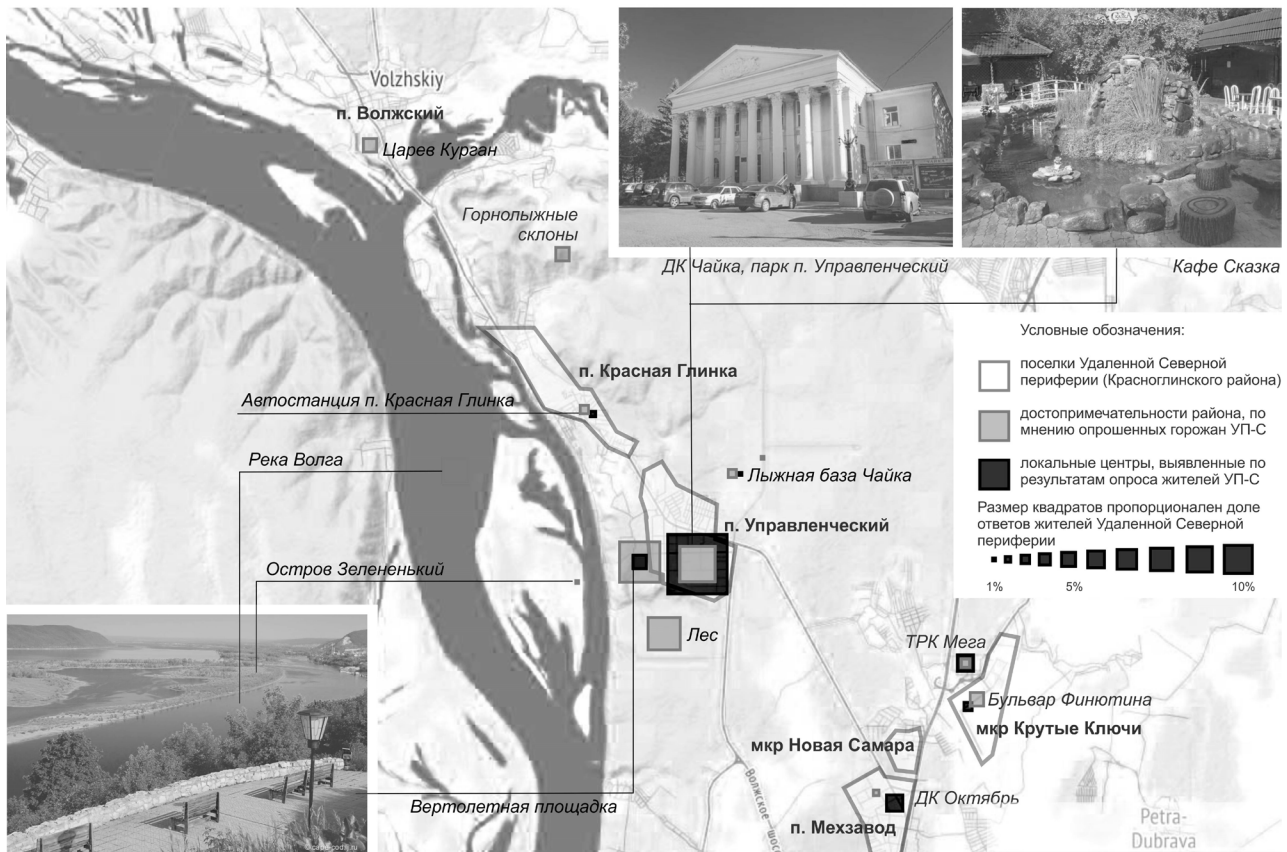 Volzhskiy
п. Волжский
Царев Курган
Горнолыжные
склоны
ДК Чайка, парк п. Управленческий
Кафе Сказка
Условные обозначения:
поселки Удаленной Северной
периферии (Красноглинского района)
достопримечательности района, по
мнению опрошенных горожан УП-С
локальные центры, выявленные по
результатам опроса жителей УП-С
Размер квадратов пропорционален доле
ответов жителей Удаленной Северной
периферии
1%
5%
10%
п. Красная Глинка
Автостанция п. Красная Глинка
Река Волга
Лыжная база Чайка
п. Управленческий
Остров Зелененький
Лес
ТРК Мега
Бульвар Финютина
мкр Крутые Ключи
мкр Новая Самара
Волжское - шос
Вертолетная площадка
ДК Октябрь
п. Мехзавод
Petra-
Dubrava